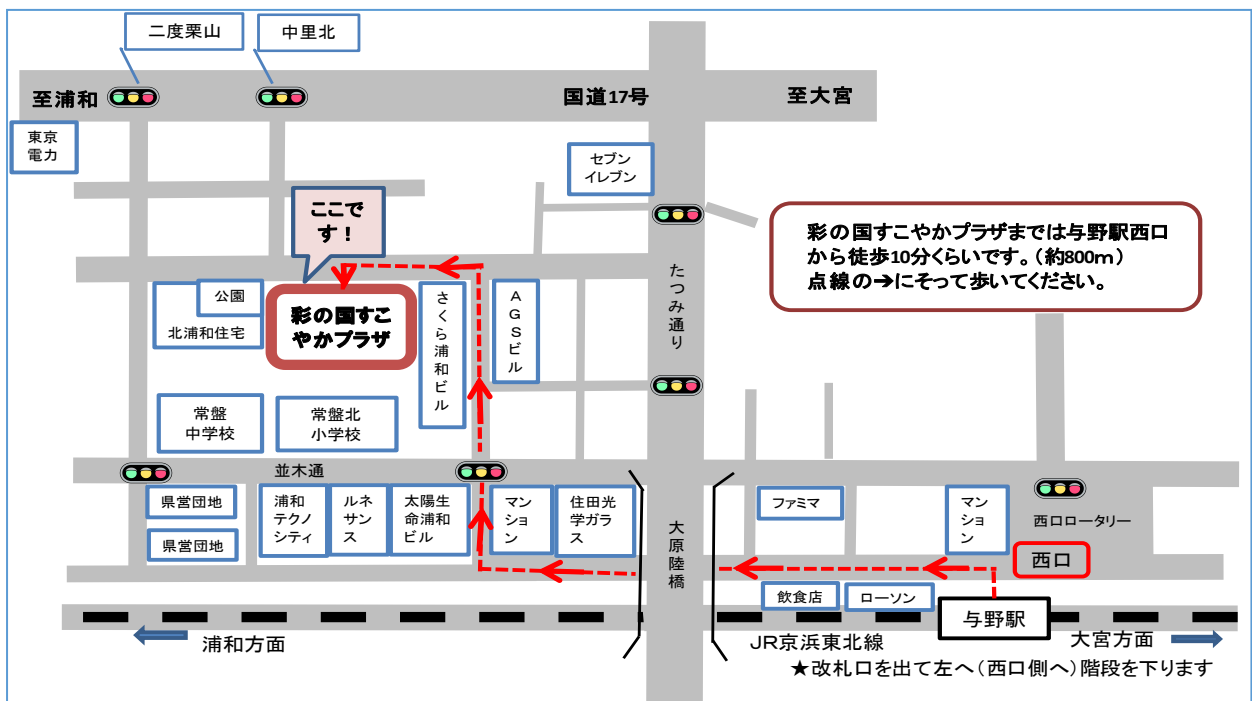 二度栗山
中里北
至浦和
国道17号
至大宮
東京
電力
セブン
イレブン
ここで
す！
彩の国すこやかプラザまでは与野駅西口
から徒歩10分くらいです。（約800ｍ）
点線の➔にそって歩いてください。
たつみ通り
公園
北浦和住宅
彩の国すこ
やかプラザ
さくら浦和ビル
ＡＧＳビル
常盤
中学校
常盤北
小学校
並木通
県営団地
県営団地
浦和
テクノ
シティ
ルネ
サン
ス
太陽生
命浦和
ビル
マン
ショ
ン
住田光
学ガラ
ス
大原陸橋
ファミマ
マン
ション
西口ロータリー
西口
飲食店
ローソン
与野駅
浦和方面
JR京浜東北線
大宮方面
★改札口を出て左へ（西口側へ）階段を下ります